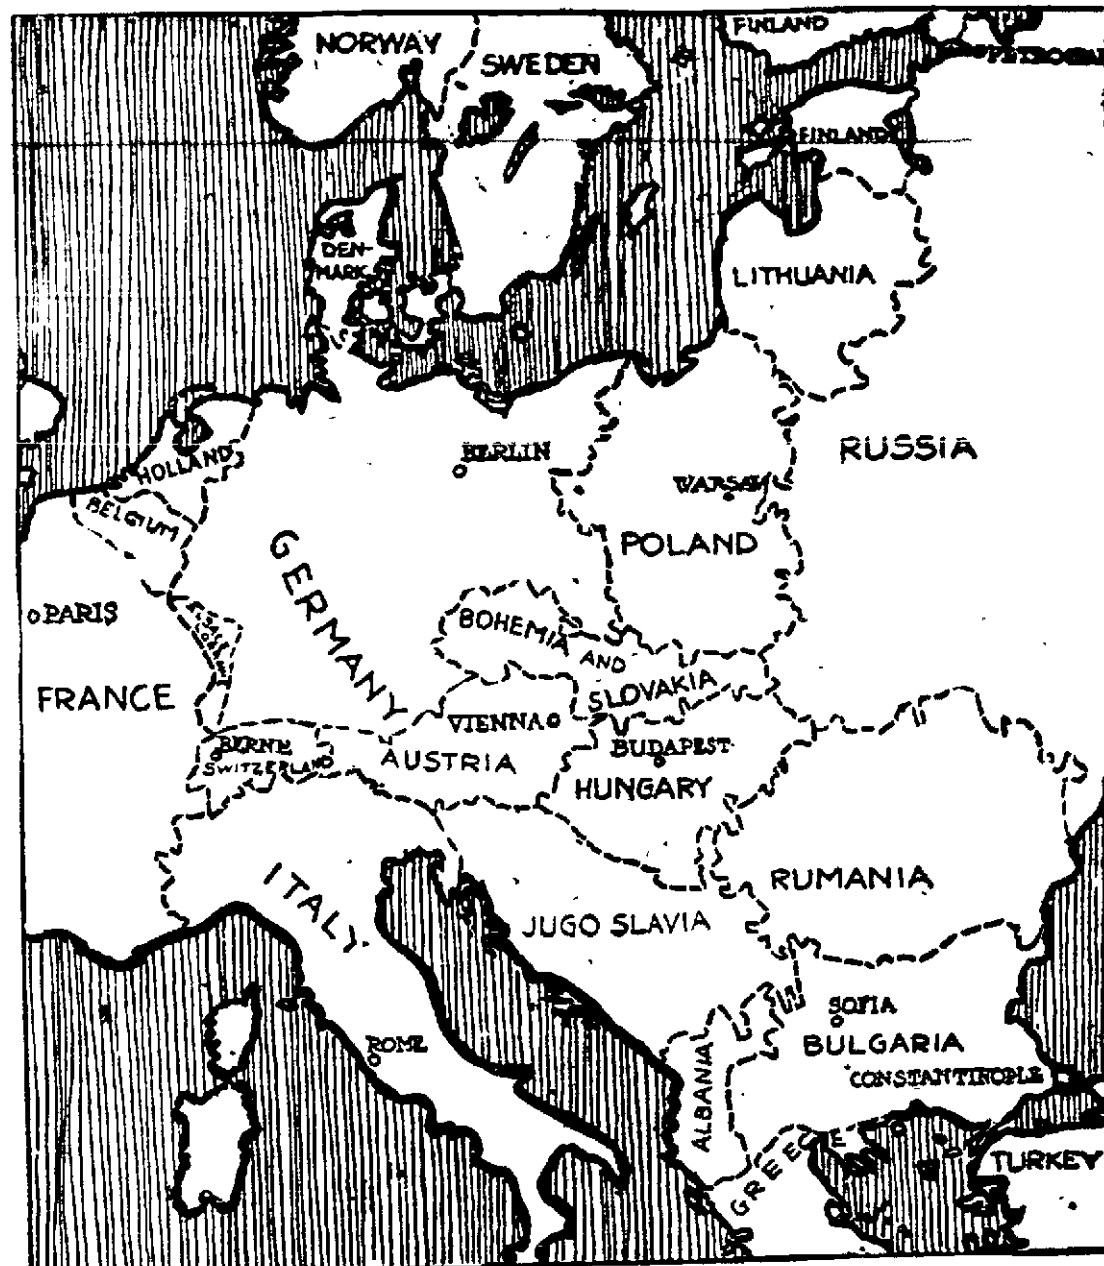 NORWAY
SWEDEN
FINLAND
FINLAND
DEN-
MARK
LITHUANIA
HOLLAND
BERLIN
RUSSIA
BELGIUM
GERMANY
POLAND
PARIS
BOHEMIA AND
SLOVAKIA
FRANCE
VIENNA
BERNE
SWITZERLAND
AUSTRIA
BUDAPEST
HUNGARY
ITALY
RUMANIA
JUGO SLAVIA
ROME
SOFIA
BULGARIA
ALBANIA
CONSTANTINOPLE
GREECE
TURKEY